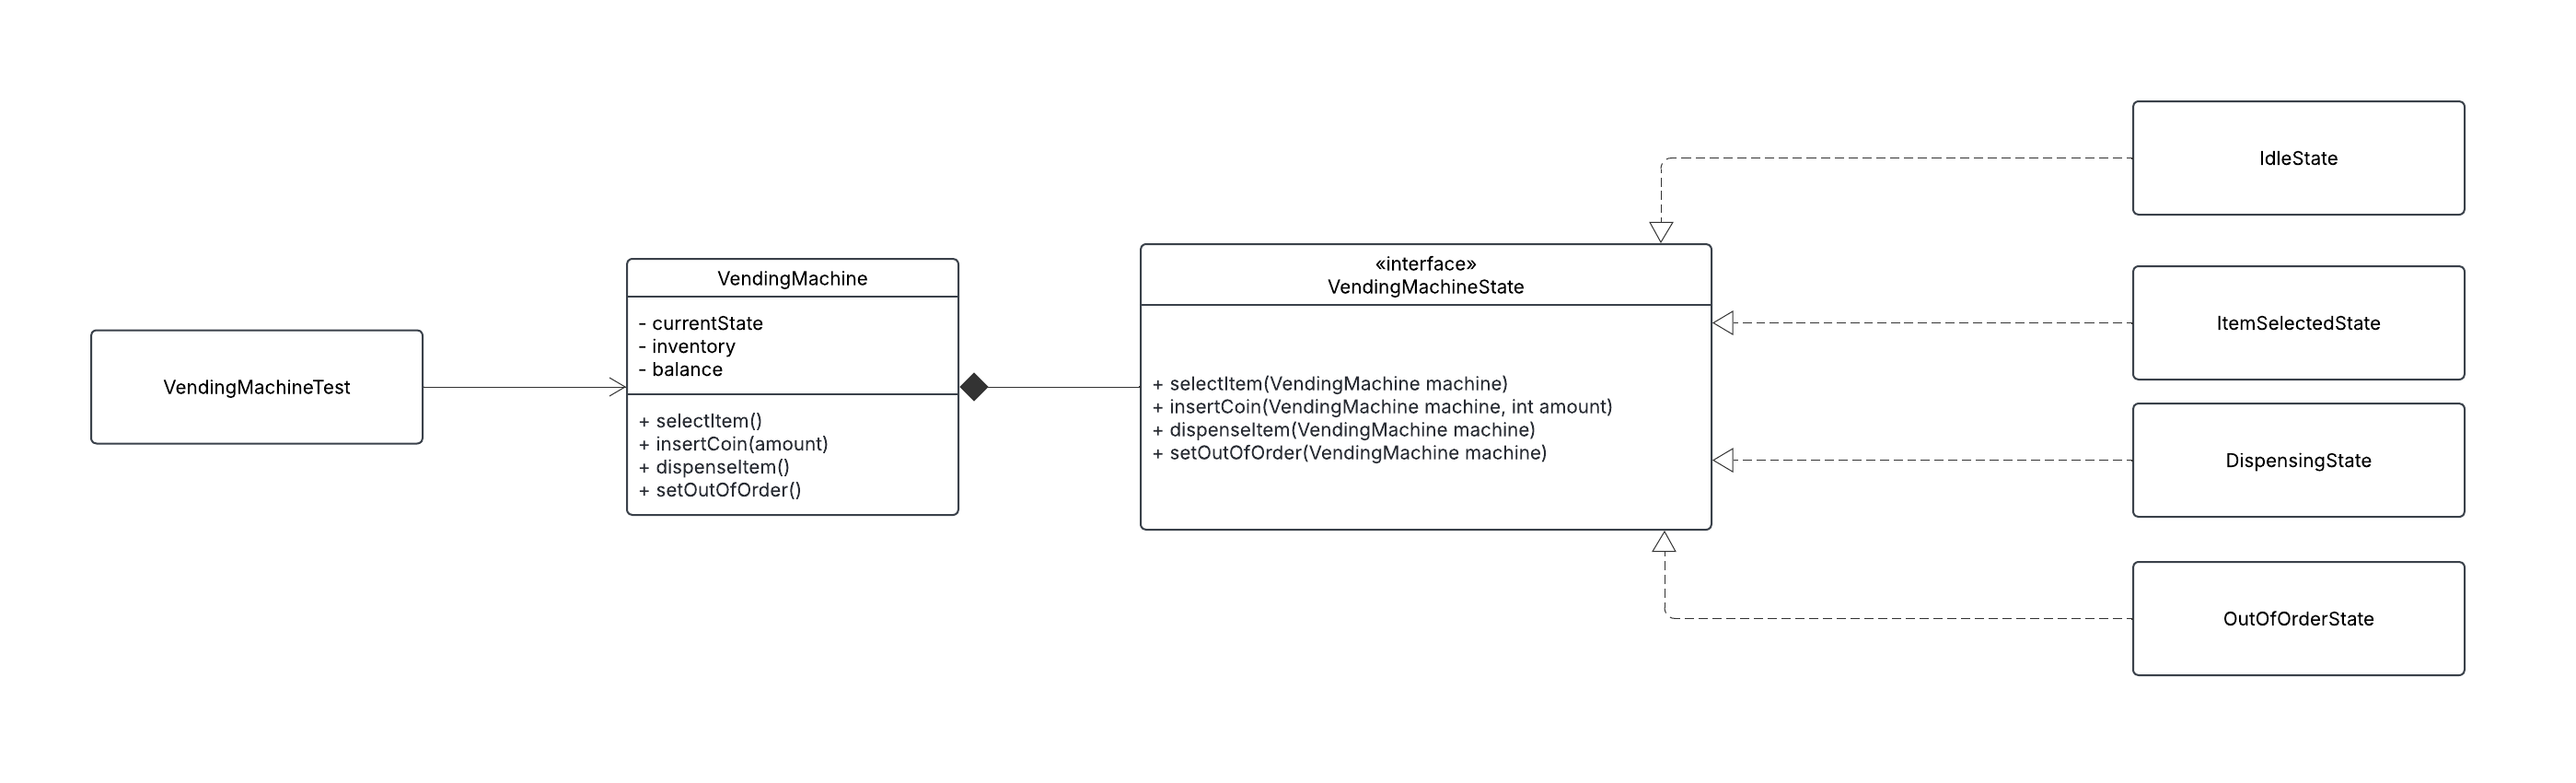 VendingMachineTest
VendingMachine
- currentState
- inventory
- balance
+ selectItem()
+ insertCoin(amount)
+ dispenseItem()
+ setOutOfOrder()
«interface»
VendingMachineState
+ selectItem(VendingMachine machine)
+ insertCoin(VendingMachine machine, int amount)
+ dispenseItem(VendingMachine machine)
+ setOutOfOrder(VendingMachine machine)
IdleState
ItemSelectedState
DispensingState
OutOfOrderState